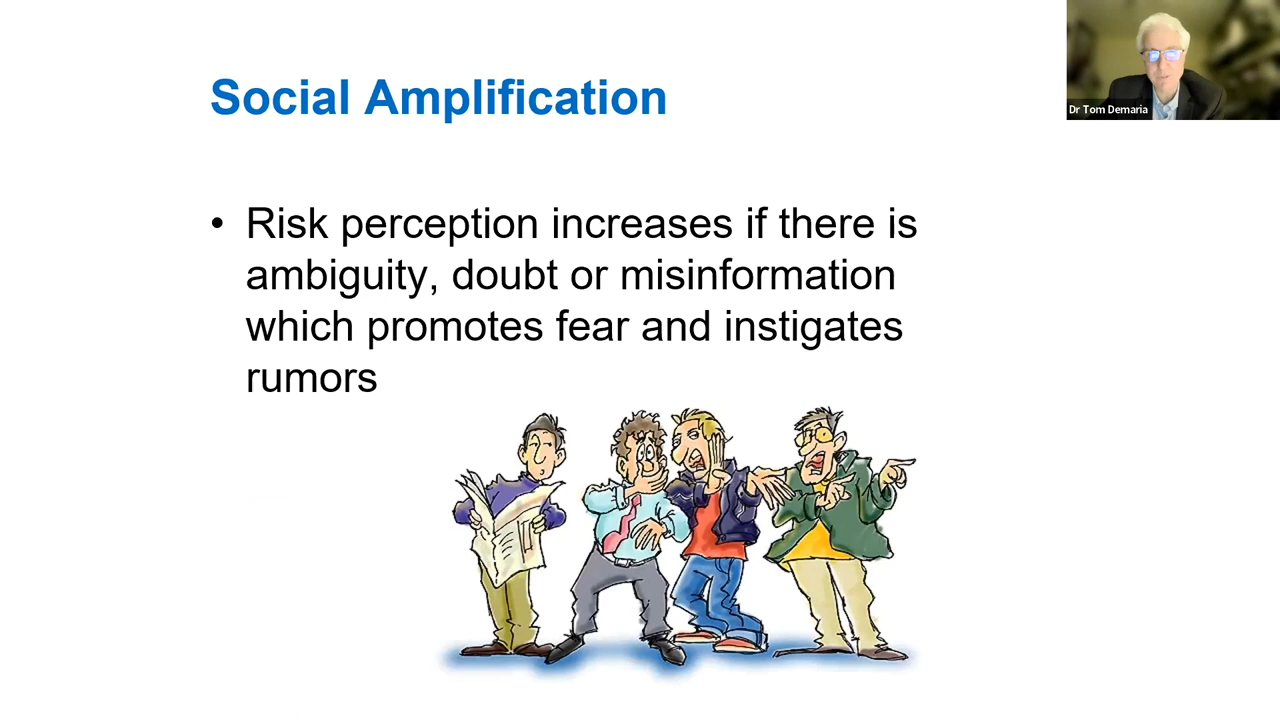 Social Amplification
• Risk perception increases if there is
ambiguity, doubt or misinformation
which promotes fear and instigates
rumors
Dr Tom Demaria